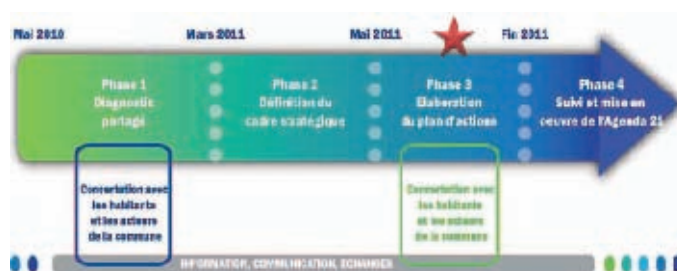 Mai 2010
Mars 2011
Mai 2011
Fin 2011
Phase 1
Diagnostic
partagé
Phase 2
Définition du
cadre stratégique
Phase 3
Elaboration
du plan d'actions
Phase 4
Suivi et mise en
oeuvre de l'Agenda 21
Concertation avec
les habitants
et les acteurs
de la commune
Concertation avec
les habitants
et les acteurs
de la commune
INFORMATION, COMMUNICATION, ECHANGES